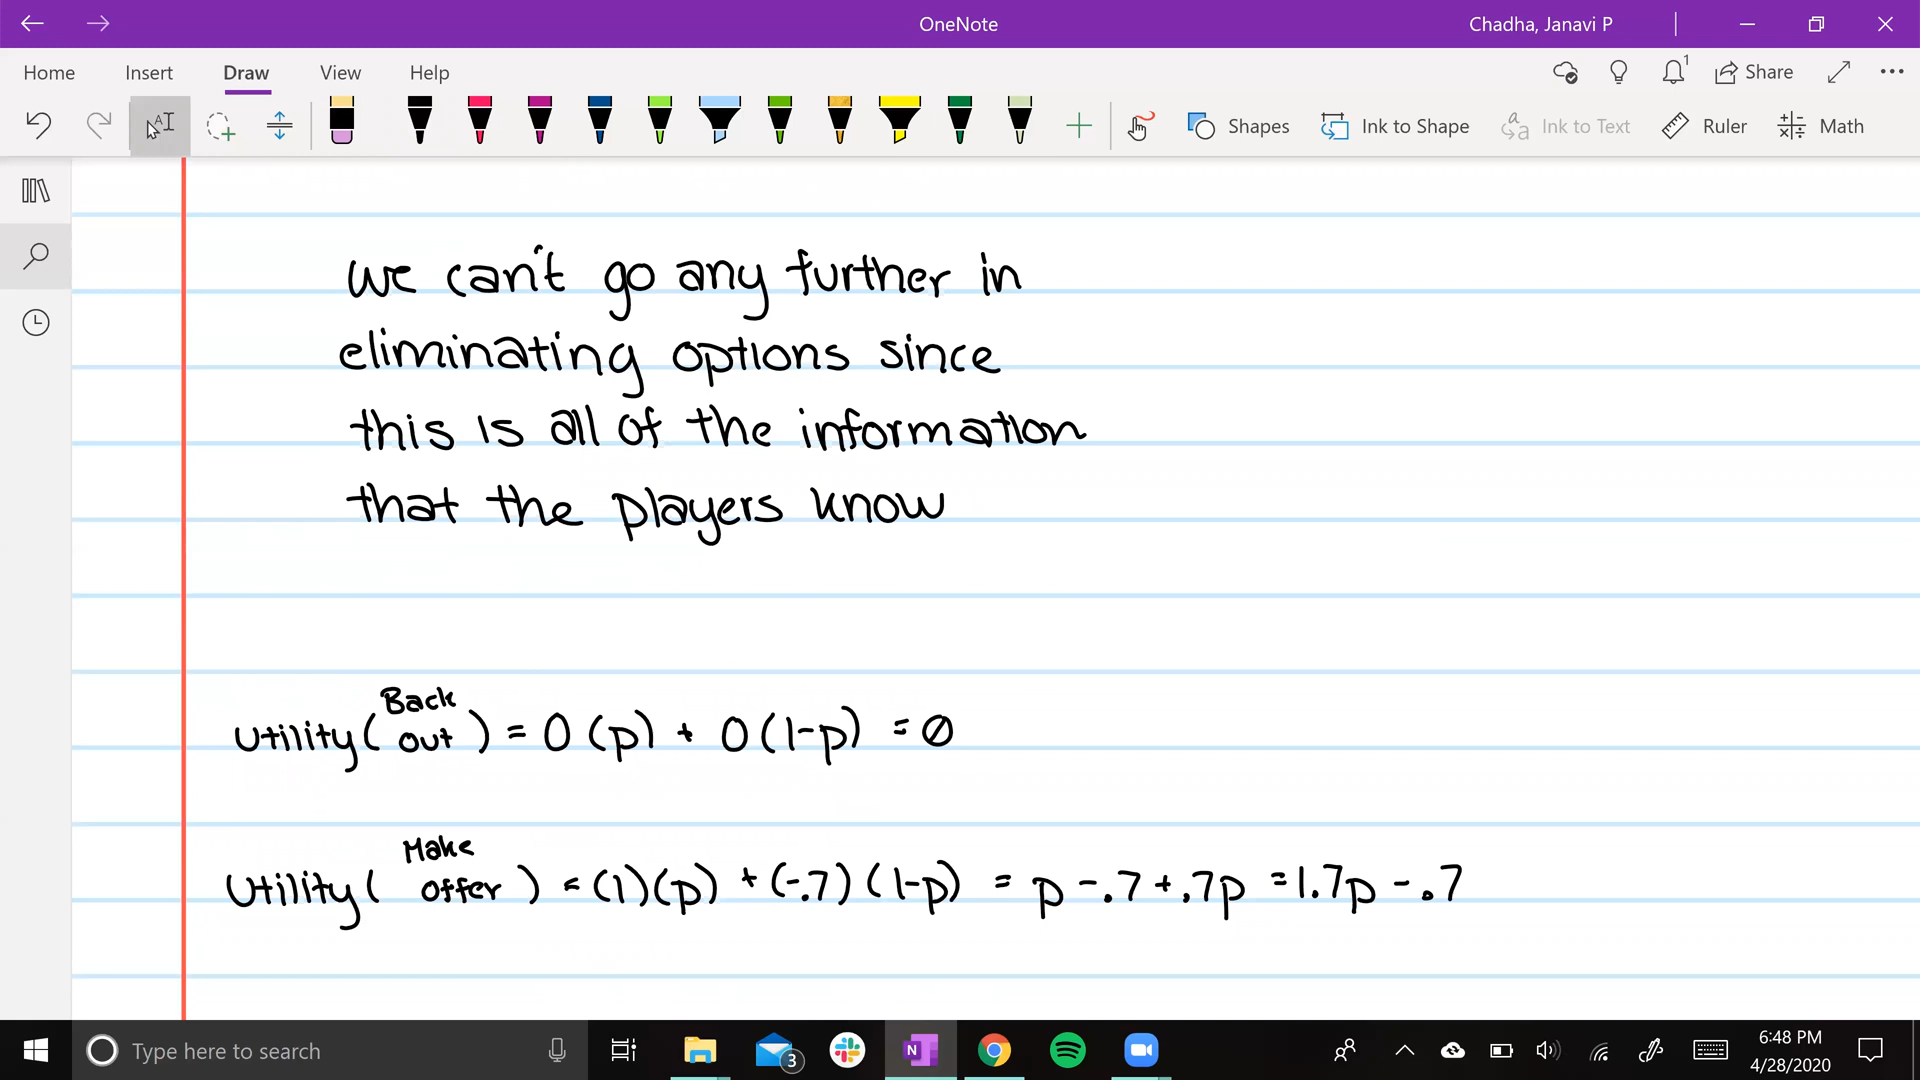 OneNote
Chadha, Janavi P
Home Insert Draw View Help
1
Share
Shapes Ink to Shape Ink to Text Ruler Math
we can't go any further in
eliminating options since
this is all of the information
that the players know
Utility( Back out ) = 0 (p) + 0 (1-p) = 0
Utility( Make offer ) = (1)(p) + (-.7) (1-p) = p - .7 + .7p = 1.7p - .7
Type here to search
3
N
6:48 PM
4/28/2020